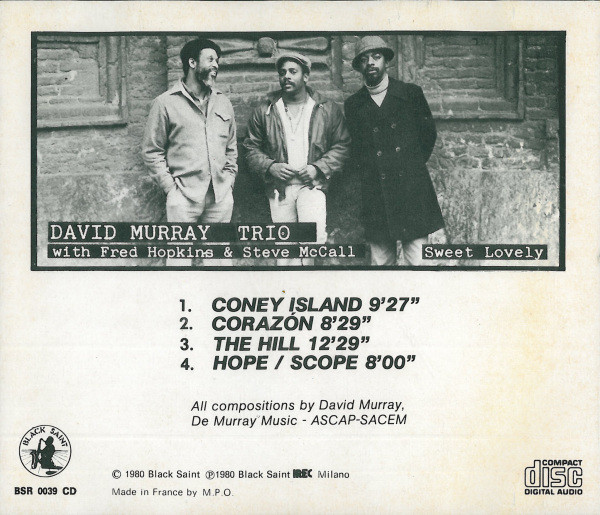 DAVID MURRAY TRIO
with Fred Hopkins & Steve McCall Sweet Lovely
1. CONEY ISLAND 9'27"
2. CORAZÓN 8'29"
3. THE HILL 12'29"
4. HOPE / SCOPE 8'00"
All compositions by David Murray,
De Murray Music - ASCAP-SACEM
BLACK SAINT
BSR 0039 CD
© 1980 Black Saint ℗1980 Black Saint IREC Milano
Made in France by M.P.O.
COMPACT
disc
DIGITAL AUDIO